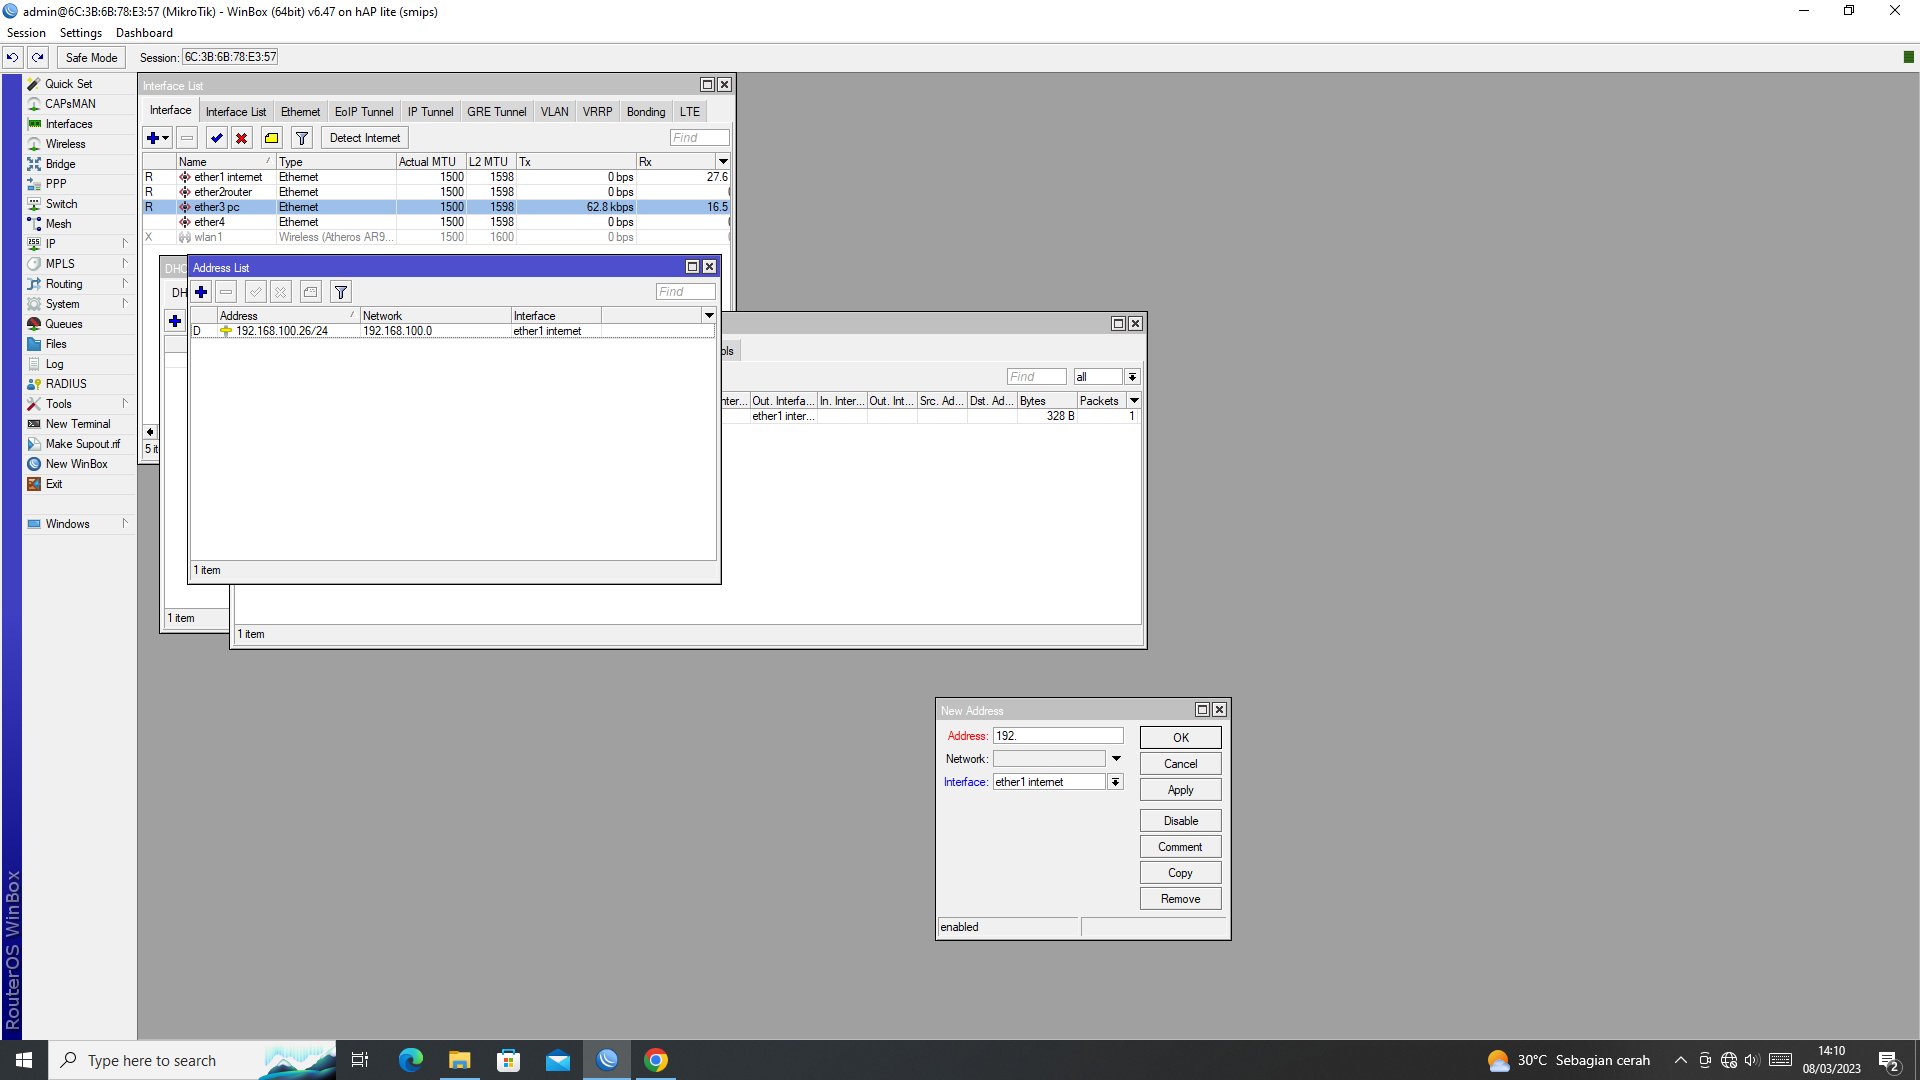 admin@6C:3B:6B:78:E3:57 (MikroTik) - WinBox (64bit) v6.47 on hAP lite (smips)
Session Settings Dashboard
Safe Mode Session: 6C:3B:6B:78:E3:57
Quick Set
CAPsMAN
Interfaces
Wireless
Bridge
PPP
Switch
Mesh
IP
MPLS
Routing
System
Queues
Files
Log
RADIUS
Tools
New Terminal
Make Supout.rif
New WinBox
Exit
Windows
RouterOS WinBox
Interface List
Interface Interface List Ethernet EoIP Tunnel IP Tunnel GRE Tunnel VLAN VRRP Bonding LTE
Detect Internet Find
Name Type Actual MTU L2 MTU Tx Rx
R ether1 internet Ethernet 1500 1598 0 bps 27.6
R ether2router Ethernet 1500 1598 0 bps
R ether3 pc Ethernet 1500 1598 62.8 kbps 16.5
ether4 Ethernet 1500 1598 0 bps
X wlan1 Wireless (Atheros AR9... 1500 1600 0 bps
5 it
DHC
DH
1 item
Address List
Find
Address Network Interface
D 192.168.100.26/24 192.168.100.0 ether1 internet
1 item
ols
Find all
nter... Out. Interfa... In. Inter... Out. Int... Src. Ad... Dst. Ad... Bytes Packets
ether1 inter... 328 B 1
1 item
New Address
Address: 192.
Network:
Interface: ether1 internet
OK
Cancel
Apply
Disable
Comment
Copy
Remove
enabled
Type here to search
30°C Sebagian cerah
14:10
08/03/2023
2